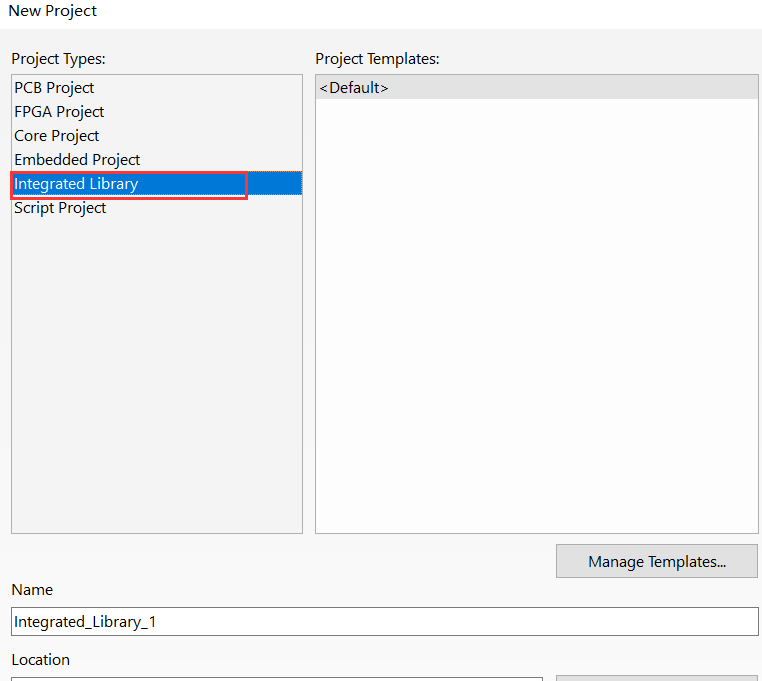 New Project
Project Types:
Project Templates:
PCB Project
FPGA Project
Core Project
Embedded Project
Integrated Library
Script Project
<Default>
Manage Templates...
Name
Integrated_Library_1
Location